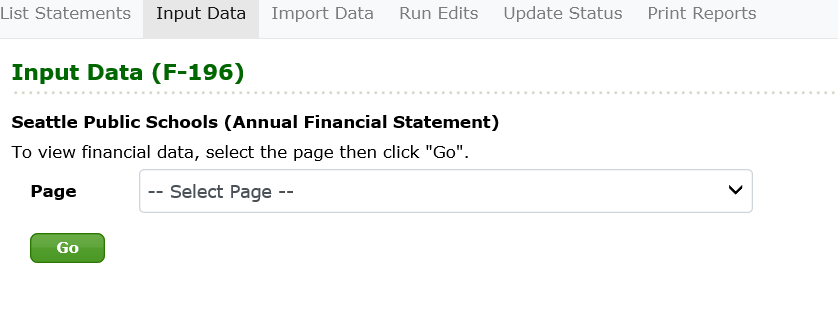 List Statements Input Data Import Data Run Edits Update Status Print Reports
Input Data (F-196)
Seattle Public Schools (Annual Financial Statement)
To view financial data, select the page then click "Go".
Page -- Select Page --
Go